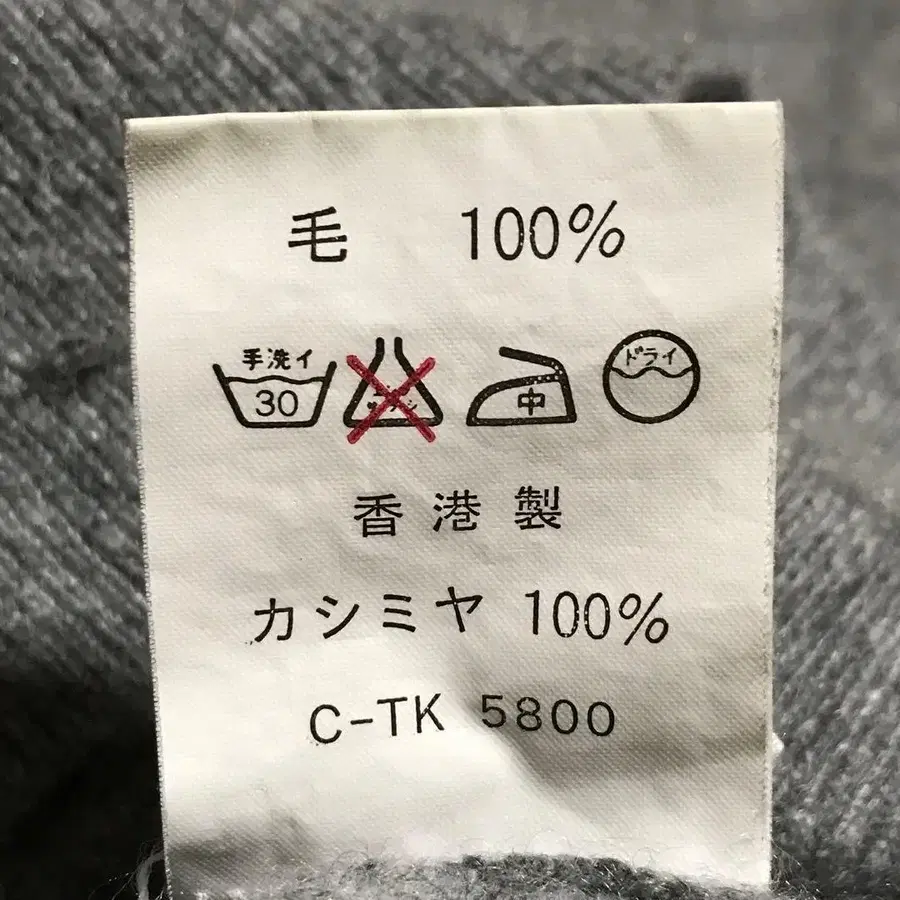 毛 100%
手洗イ 30 中 ドライ
香港製
カシミヤ 100%
C-TK 5800